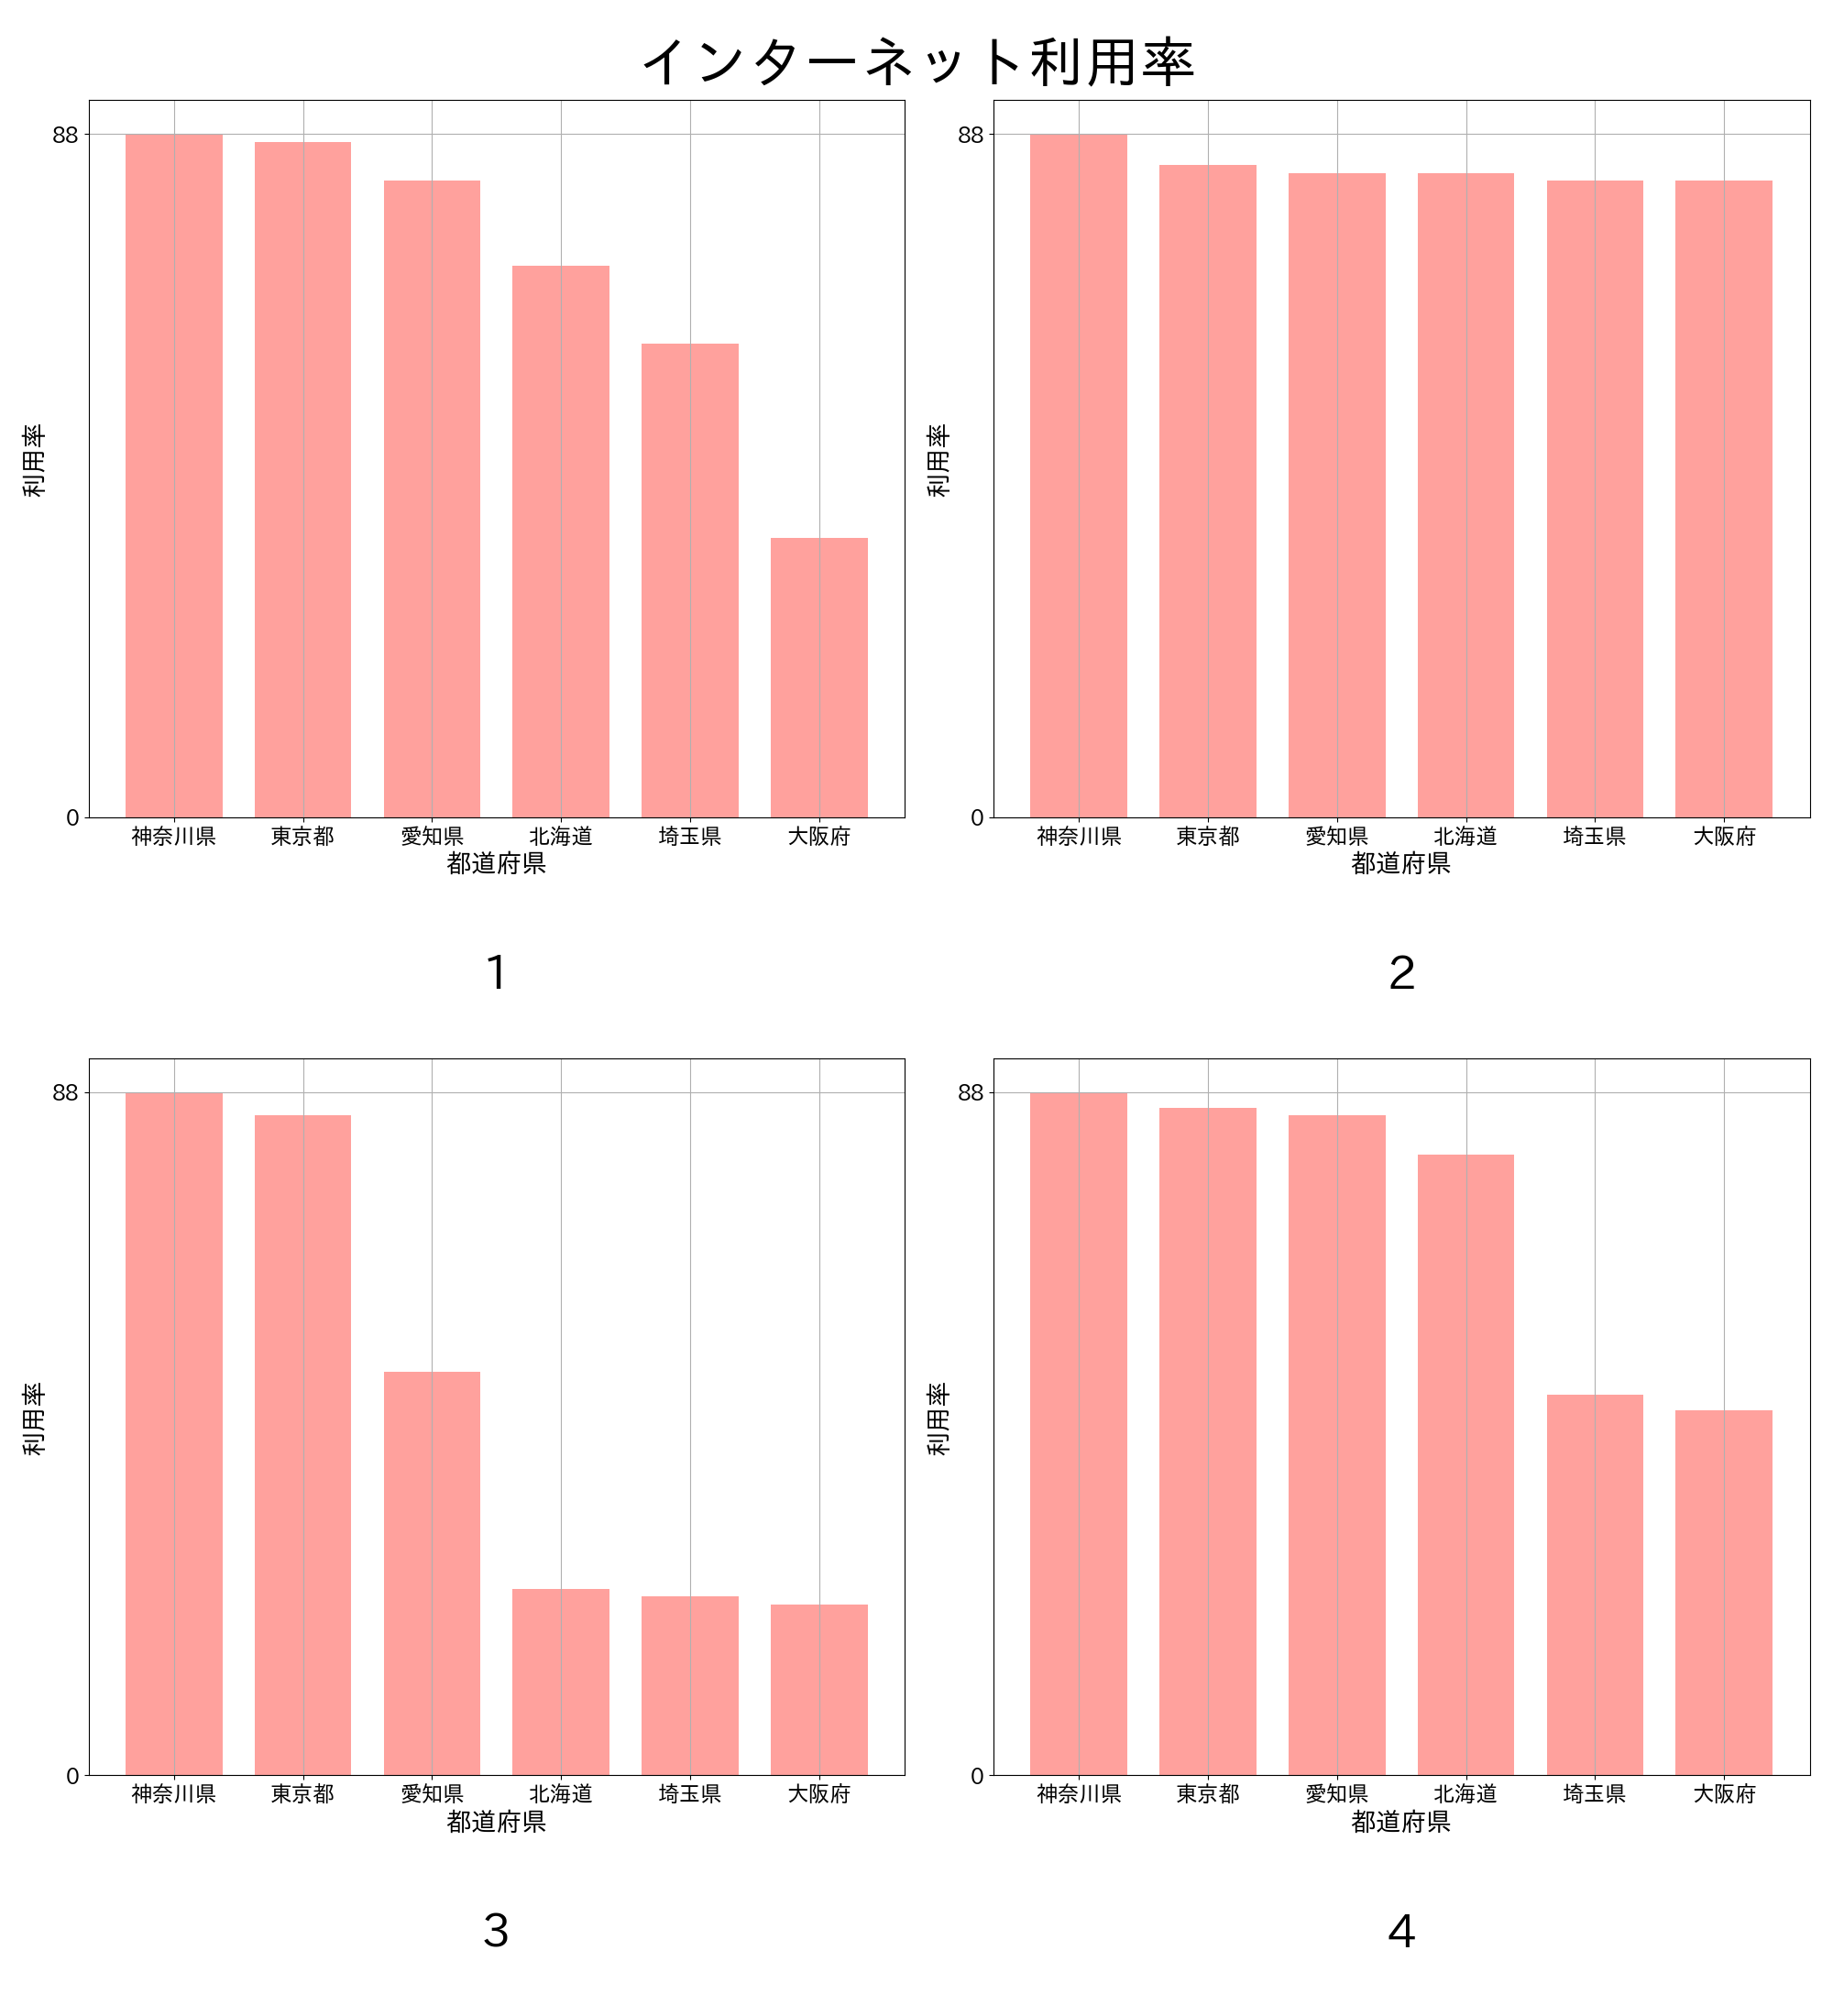 インターネット利用率
88
0
利用率
神奈川県 東京都 愛知県 北海道 埼玉県 大阪府
都道府県
1
88
0
利用率
神奈川県 東京都 愛知県 北海道 埼玉県 大阪府
都道府県
2
88
0
利用率
神奈川県 東京都 愛知県 北海道 埼玉県 大阪府
都道府県
3
88
0
利用率
神奈川県 東京都 愛知県 北海道 埼玉県 大阪府
都道府県
4